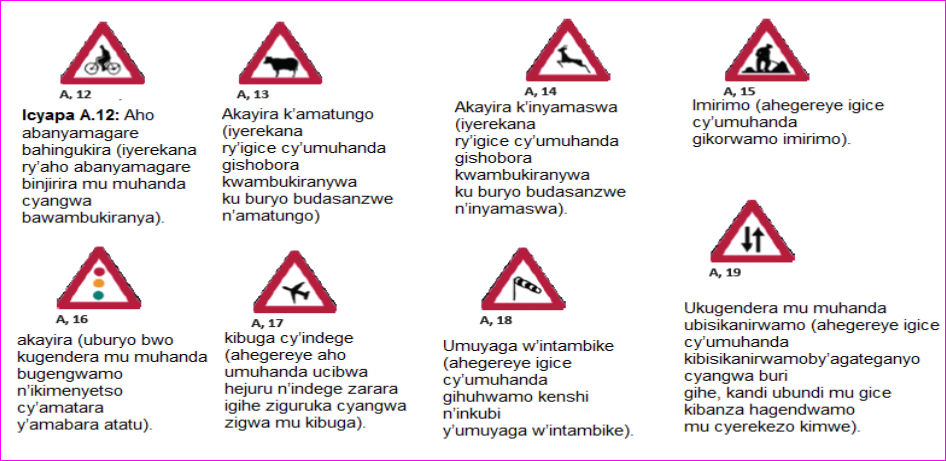 A, 12
Icyapa A.12: Aho
abanyamagare
bahingukira (iyerekana
ry'aho abanyamagare
binjirira mu muhanda
cyangwa
bawambukiranya).
A, 13
Akayira k'amatungo
(iyerekana
ry'igice cy'umuhanda
gishobora
kwambukiranywa
ku buryo budasanzwe
n'amatungo)
A, 14
Akayira k'inyamaswa
(iyerekana
ry'igice cy'umuhanda
gishobora
kwambukiranywa
ku buryo budasanzwe
n'inyamaswa).
A, 15
Imirimo (ahegereye igice
cy'umuhanda
gikorwamo imirimo).
A, 16
akayira (uburyo bwo
kugendera mu muhanda
bugengwamo
n'ikimenyetso
cy'amatara
y'amabara atatu).
A, 17
kibuga cy'indege
(ahegereye aho
umuhanda ucibwa
hejuru n'indege zarara
igihe ziguruka cyangwa
zigwa mu kibuga).
A, 18
Umuyaga w'intambike
(ahegereye igice
cy'umuhanda
gihuhwamo kenshi
n'inkubi
y'umuyaga w'intambike).
A, 19
Ukugendera mu muhanda
ubisikanirwamo (ahegereye igice
cy'umuhanda
kibisikanirwamoby'agateganyo
cyangwa buri
gihe, kandi ubundi mu gice
kibanza hagendwamo
mu cyerekezo kimwe).